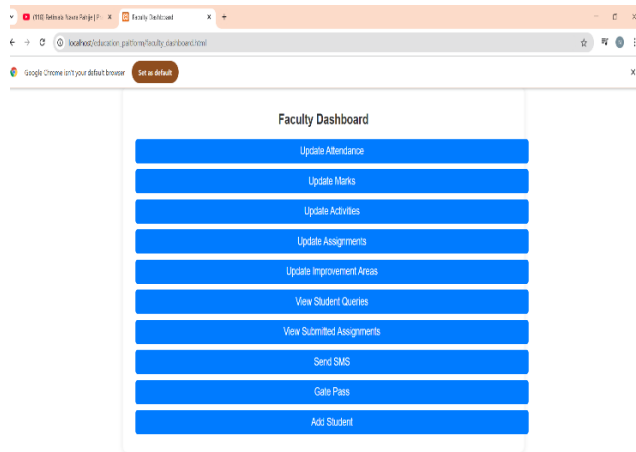 Faculty Dashboard
localhost/education_paltform/faculty_dashboard.html
Google Chrome isn't your default browser
Set as default
Faculty Dashboard
Update Attendance
Update Marks
Update Activities
Update Assignments
Update Improvement Areas
View Student Queries
View Submitted Assignments
Send SMS
Gate Pass
Add Student